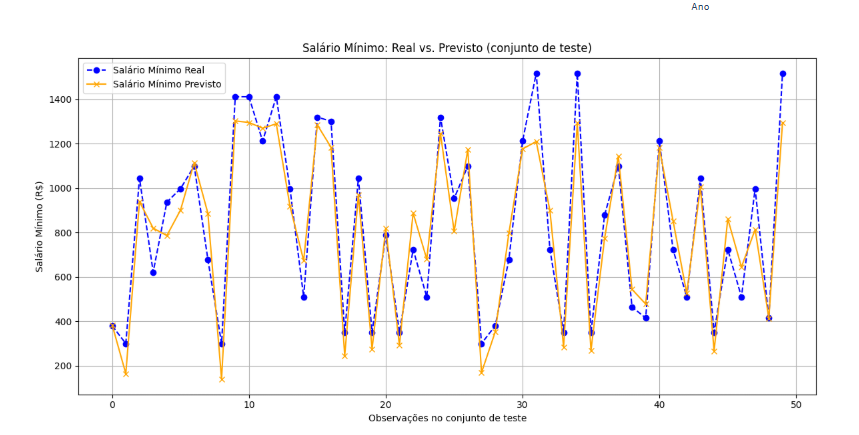 Ano
Salário Mínimo: Real vs. Previsto (conjunto de teste)
Salário Mínimo Real
Salário Mínimo Previsto
1400
1200
1000
800
600
400
200
Salário Mínimo (R$)
0 10 20 30 40 50
Observações no conjunto de teste